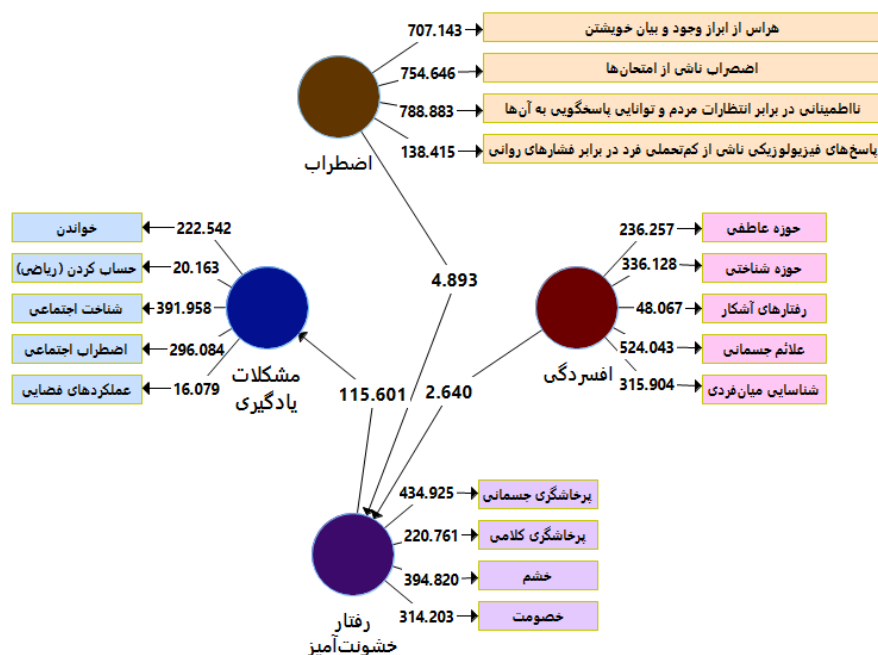 707.143
هراس از ابراز وجود و بیان خویشتن
754.646
اضصراب ناشی از امتحان‌ها
788.883
نااطمینانی در برابر انتظارات مردم و توانایی پاسخگویی به آن‌ها
138.415
پاسخ‌های فیزیولوزیکی ناشی از کم‌تحملی فرد در برابر فشارهای روانی
اضطراب
خواندن
222.542
حساب کردن (ریاضی)
20.163
شناخت اجتماعی
391.958
اضطراب اجتماعی
296.084
عملکردهای فضایی
16.079
مشکلات
یادگیری
4.893
236.257
حوزه عاطفی
336.128
حوزه شناختی
48.067
رفتارهای آشکار
524.043
علائم جسمانی
315.904
شناسایی میان‌فردی
افسردگی
115.601
2.640
434.925
پرخاشگری جسمانی
220.761
پرخاشگری کلامی
394.820
خشم
314.203
خصومت
رفتار
خشونت‌آمیز